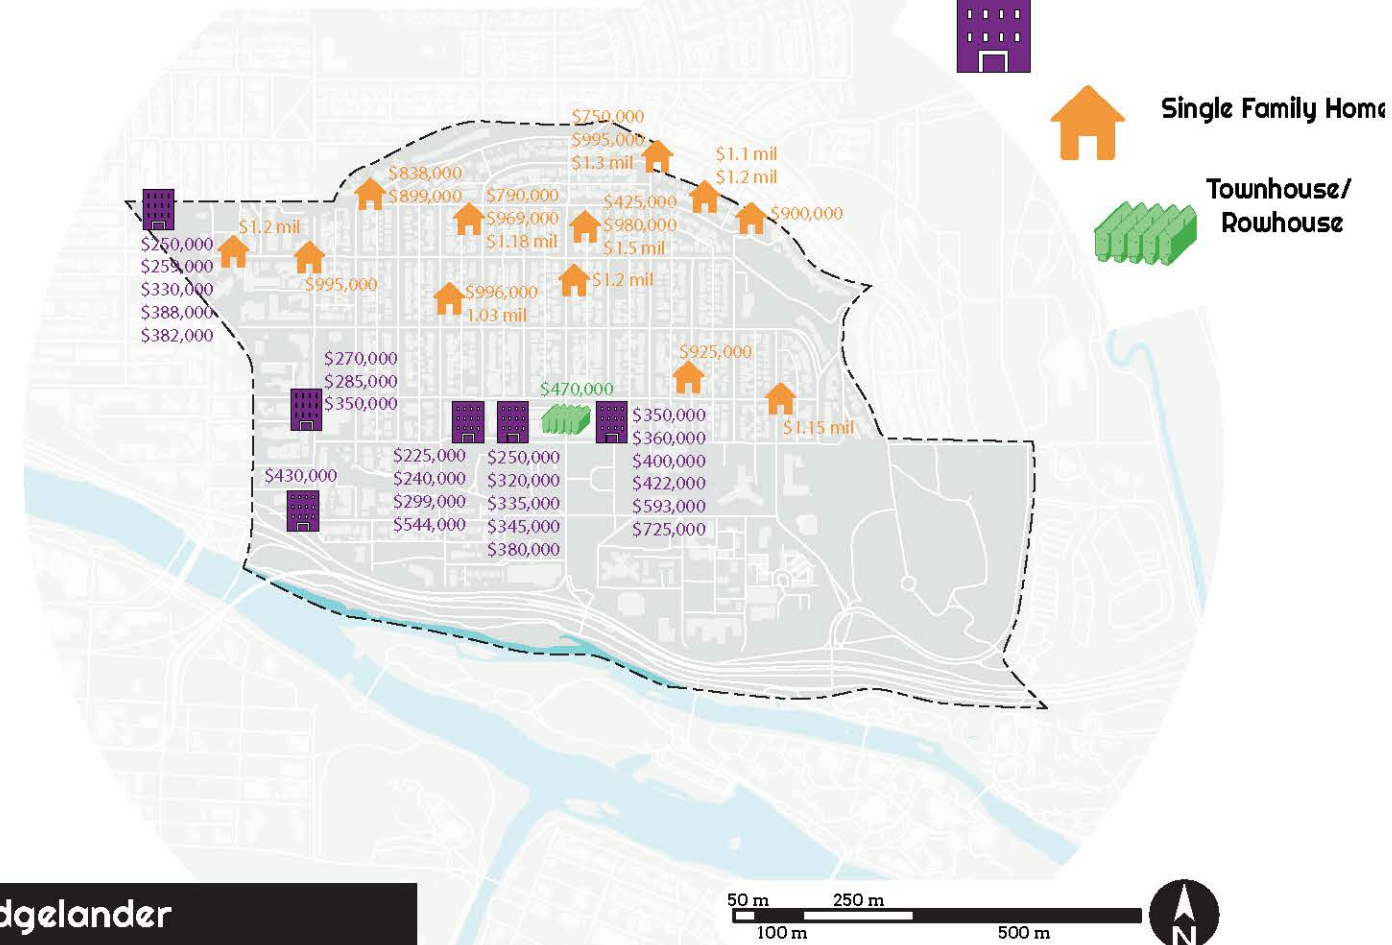 Single Family Home
Townhouse/
Rowhouse
$750,000
$995,000
$1.3 mil
$1.1 mil
$1.2 mil
$900,000
$838,000
$899,000
$790,000
$969,000
$1.18 mil
$425,000
$980,000
$1.5 mil
$1.2 mil
$995,000
$1.2 mil
$996,000
1.03 mil
$250,000
$259,000
$330,000
$388,000
$382,000
$270,000
$285,000
$350,000
$925,000
$1.15 mil
$470,000
$430,000
$225,000
$240,000
$299,000
$544,000
$250,000
$320,000
$335,000
$345,000
$380,000
$350,000
$360,000
$400,000
$422,000
$593,000
$725,000
dgelander
50 m 250 m
100 m 500 m
N